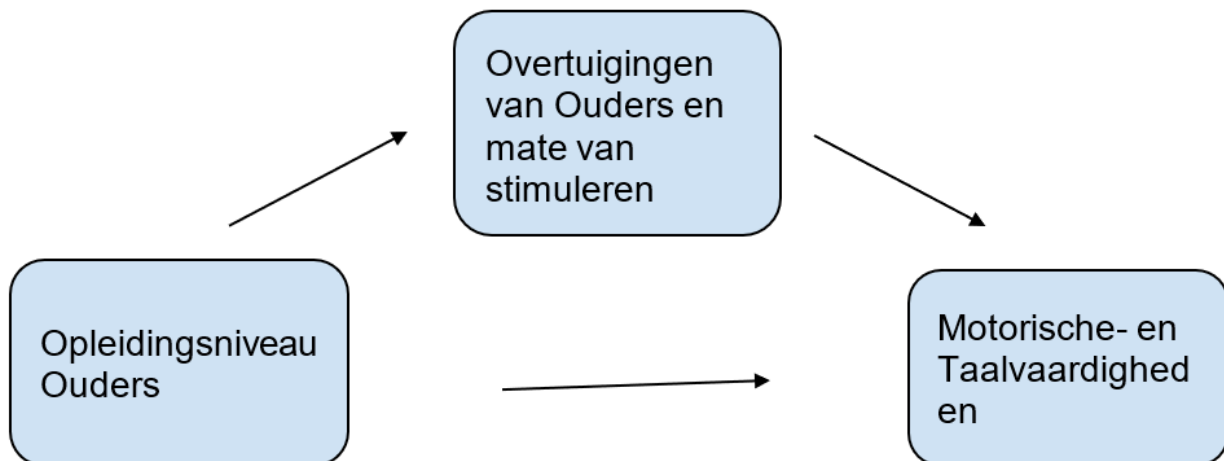 Overtuigingen
van Ouders en
mate van
stimuleren
Opleidingsniveau
Ouders
Motorische- en
Taalvaardighed
en